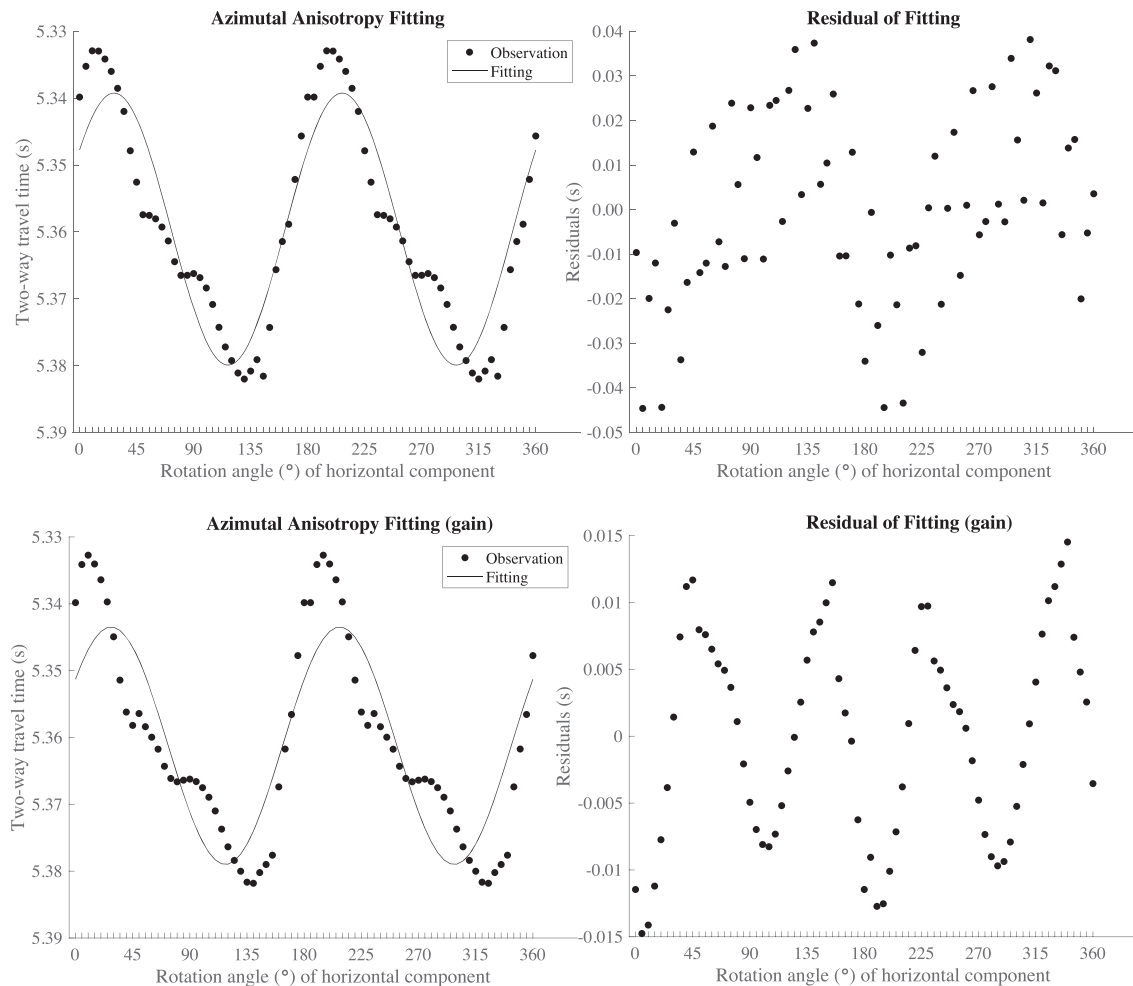 Azimutal Anisotropy Fitting
5.33
5.34
5.35
5.36
5.37
5.38
5.39
Two-way travel time (s)
Observation
Fitting
0 45 90 135 180 225 270 315 360
Rotation angle (°) of horizontal component
Residual of Fitting
0.04
0.03
0.02
0.01
0.00
-0.01
-0.02
-0.03
-0.04
-0.05
Residuals (s)
0 45 90 135 180 225 270 315 360
Rotation angle (°) of horizontal component
Azimutal Anisotropy Fitting (gain)
5.33
5.34
5.35
5.36
5.37
5.38
5.39
Two-way travel time (s)
Observation
Fitting
0 45 90 135 180 225 270 315 360
Rotation angle (°) of horizontal component
Residual of Fitting (gain)
0.015
0.01
0.005
0
-0.005
-0.01
-0.015
Residuals (s)
0 45 90 135 180 225 270 315 360
Rotation angle (°) of horizontal component